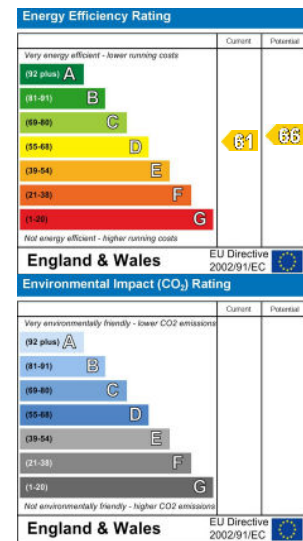 Energy Efficiency Rating
Current Potential
Very energy efficient - lower running costs
(92 plus) A
(81-91) B
(69-80) C
(55-68) D
(39-54) E
(21-38) F
(1-20) G
61 66
Not energy efficient - higher running costs
England & Wales
EU Directive
2002/91/EC
Environmental Impact (CO₂) Rating
Current Potential
Very environmentally friendly - lower CO2 emissions
(92 plus) A
(81-91) B
(69-80) C
(55-68) D
(39-54) E
(21-38) F
(1-20) G
Not environmentally friendly - higher CO2 emissions
England & Wales
EU Directive
2002/91/EC